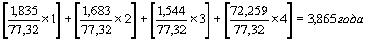 [1,835/77,32 × 1] + [1,683/77,32 × 2] + [1,544/77,32 × 3] + [72,259/77,32 × 4] = 3,865 года